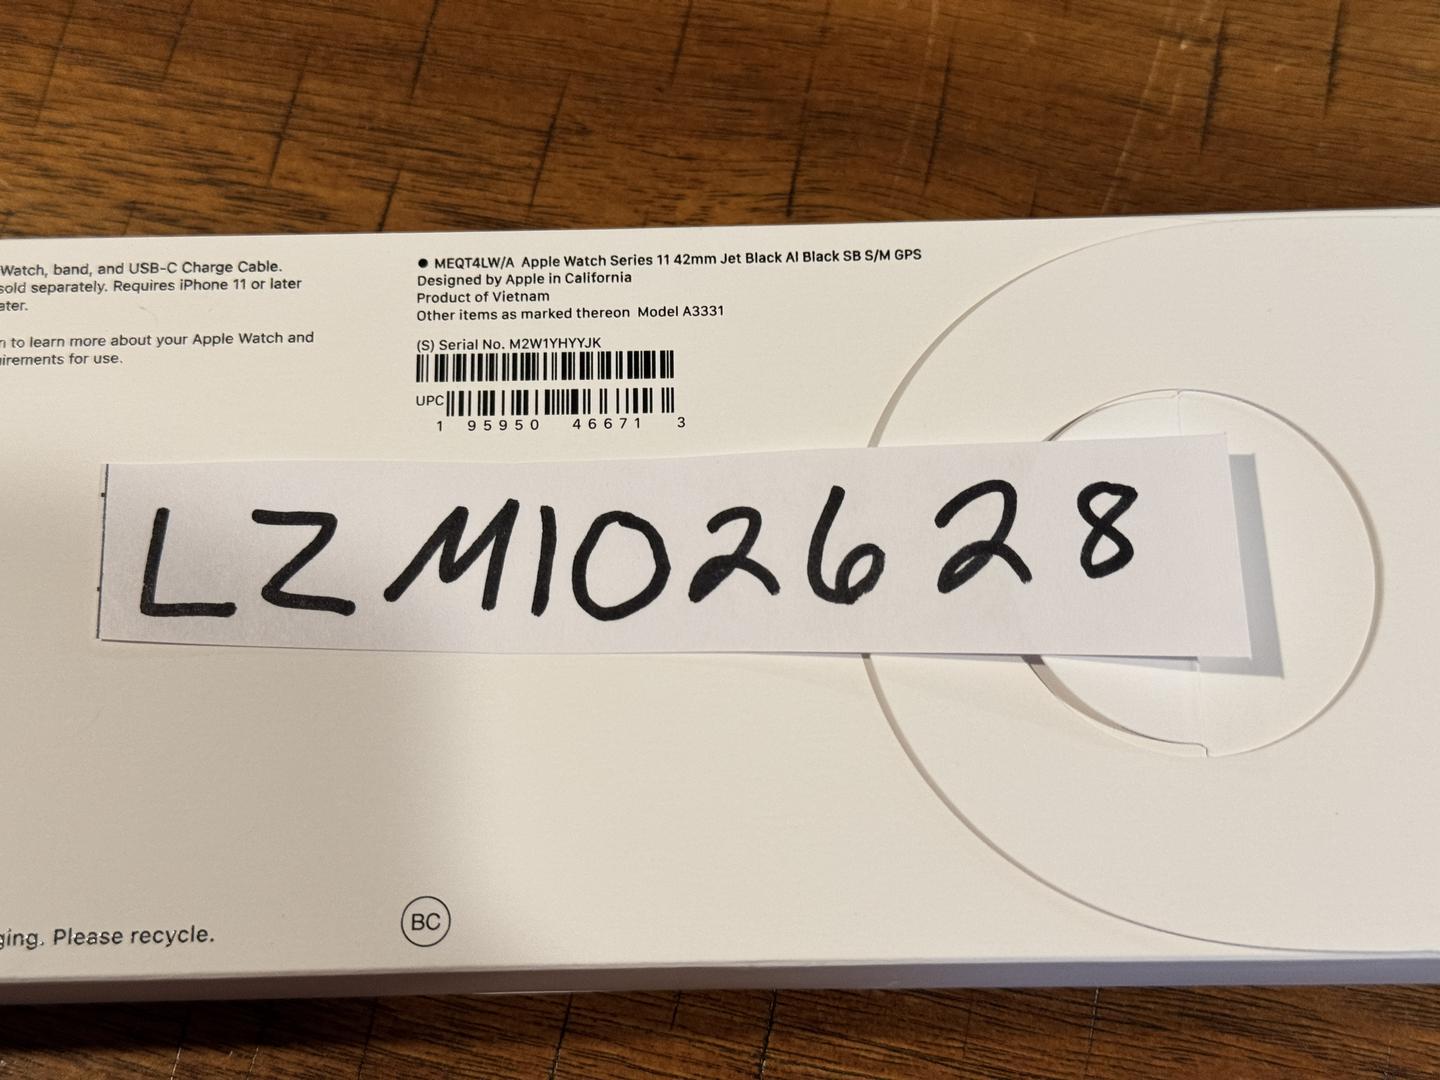 Watch, band, and USB-C Charge Cable.
sold separately. Requires iPhone 11 or later
ater.
to learn more about your Apple Watch and
irements for use.
● MEQT4LW/A Apple Watch Series 11 42mm Jet Black Al Black SB S/M GPS
Designed by Apple in California
Product of Vietnam
Other items as marked thereon Model A3331
(S) Serial No. M2W1YHYYJK
UPC
1 95950 46671 3
LZM102628
ging. Please recycle.
BC